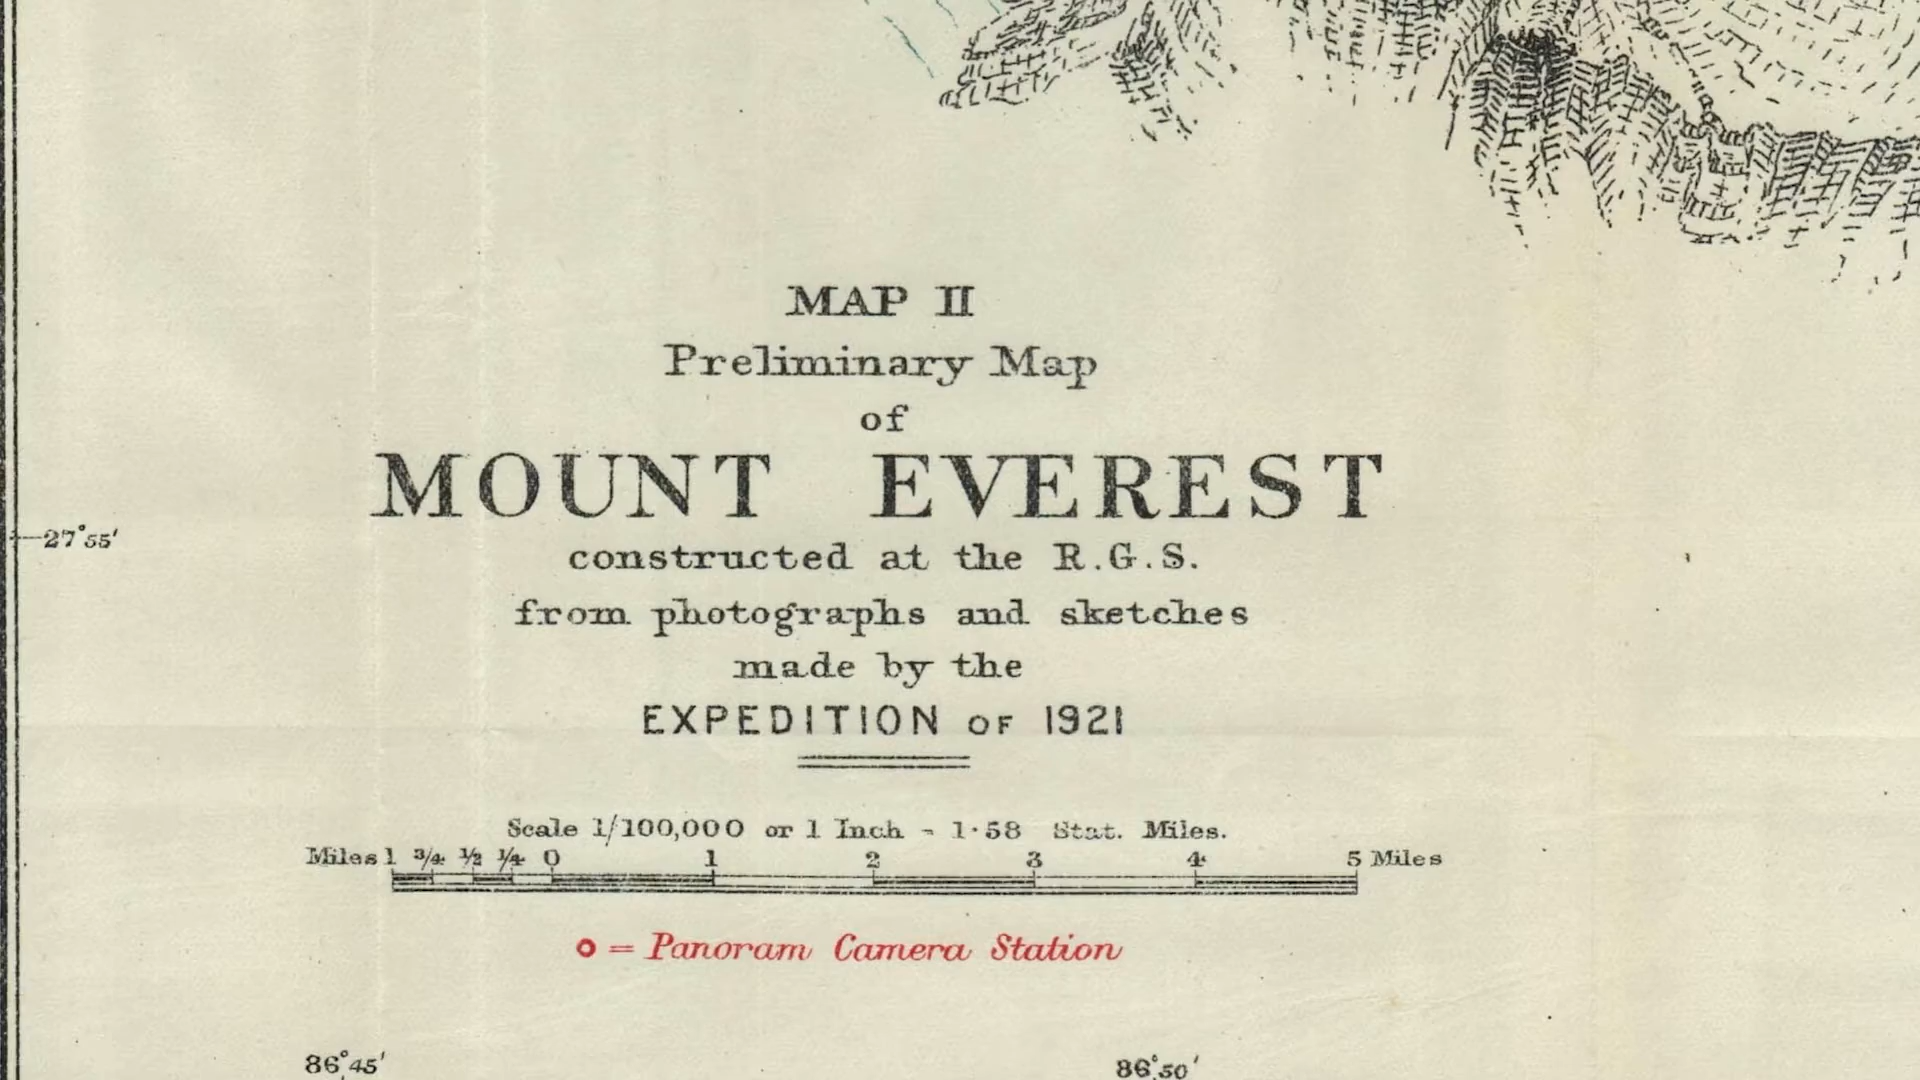 MAP II
Preliminary Map
of
MOUNT EVEREST
27°55'
constructed at the R.G.S.
from photographs and sketches
made by the
EXPEDITION OF 1921
Scale 1/100,000 or 1 Inch = 1·58 Stat. Miles.
Miles 1 3/4 1/2 1/4 0 1 2 3 4 5 Miles
o = Panoram Camera Station
86°45' 86°50'